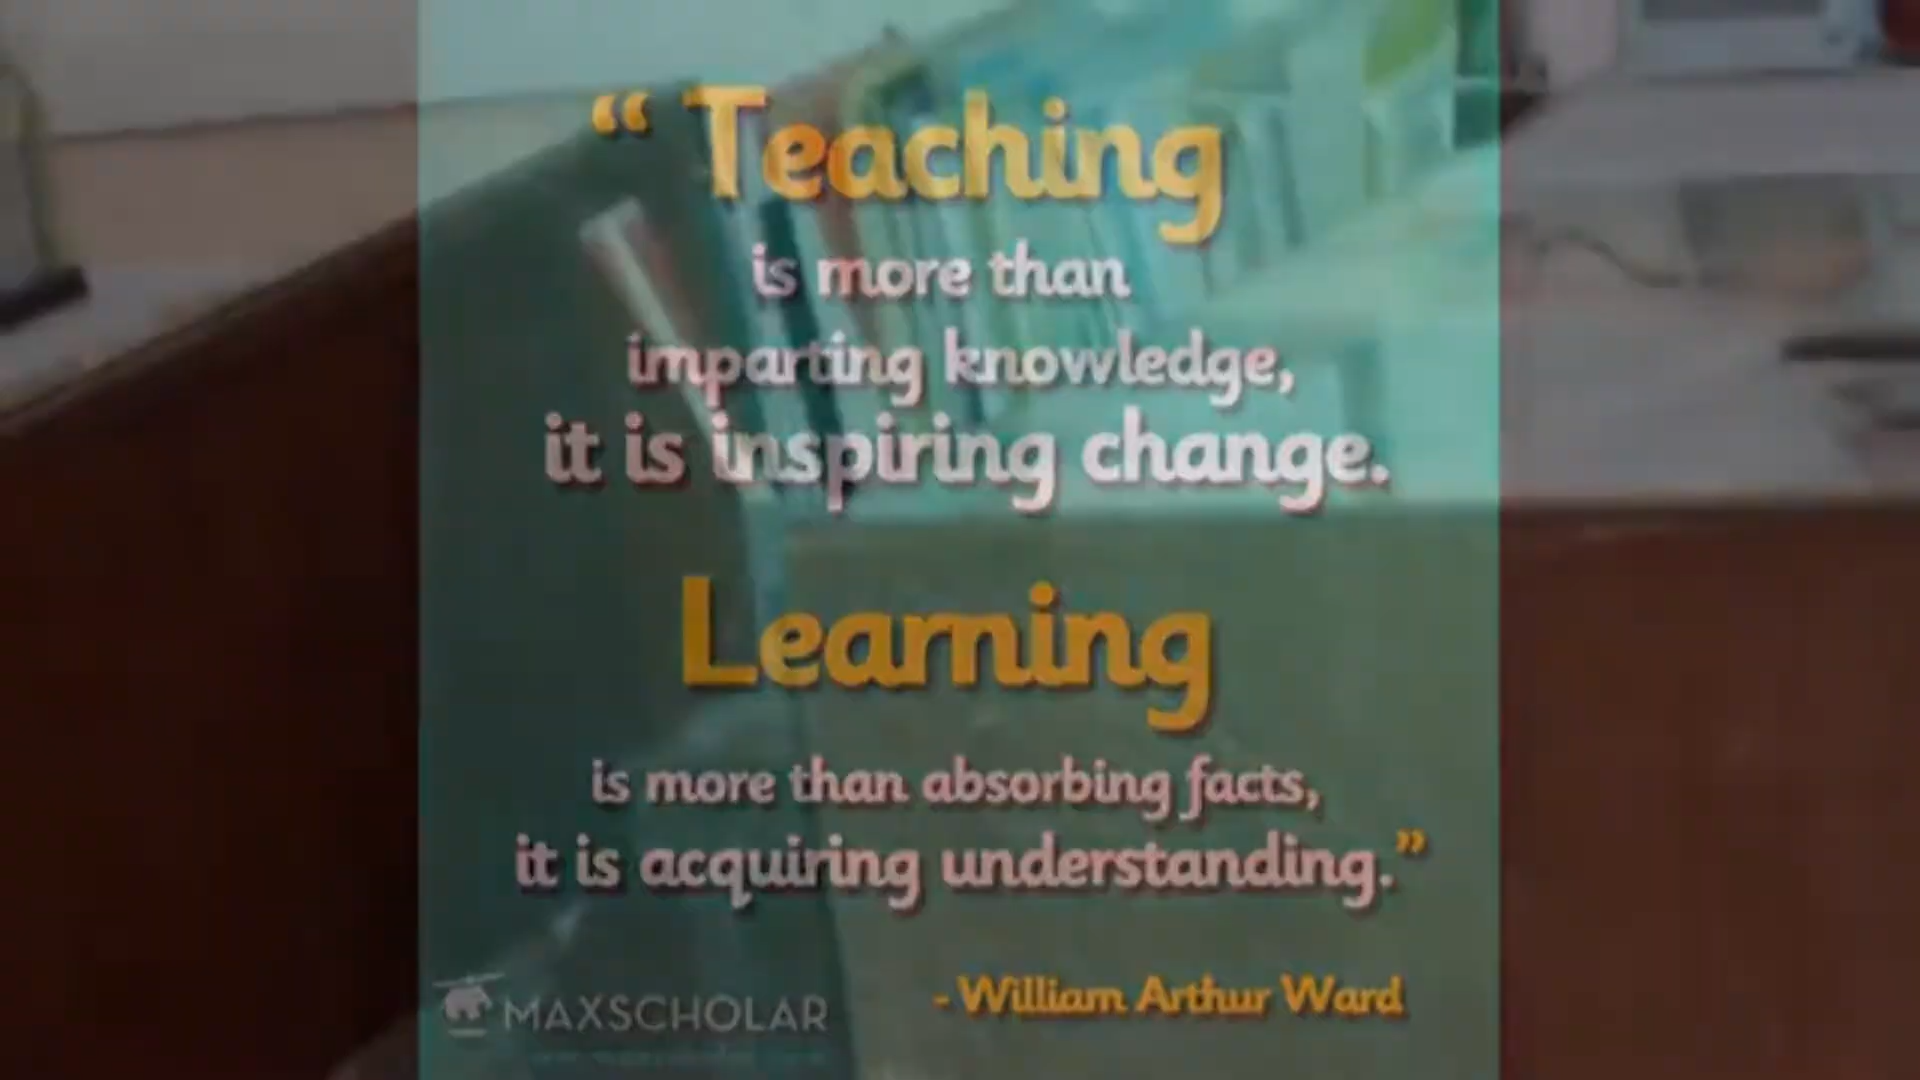 “ Teaching
is more than
imparting knowledge,
it is inspiring change.
Learning
is more than absorbing facts,
it is acquiring understanding.”
- William Arthur Ward
MAXSCHOLAR